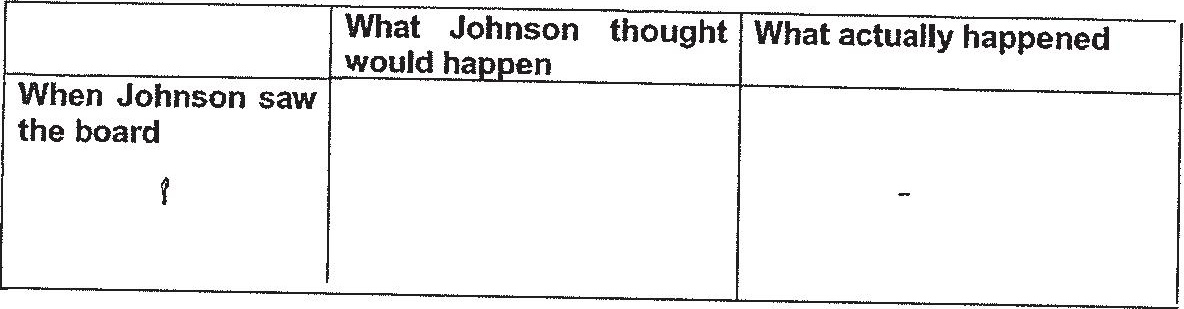 What Johnson thought
would happen
What actually happened
When Johnson saw
the board